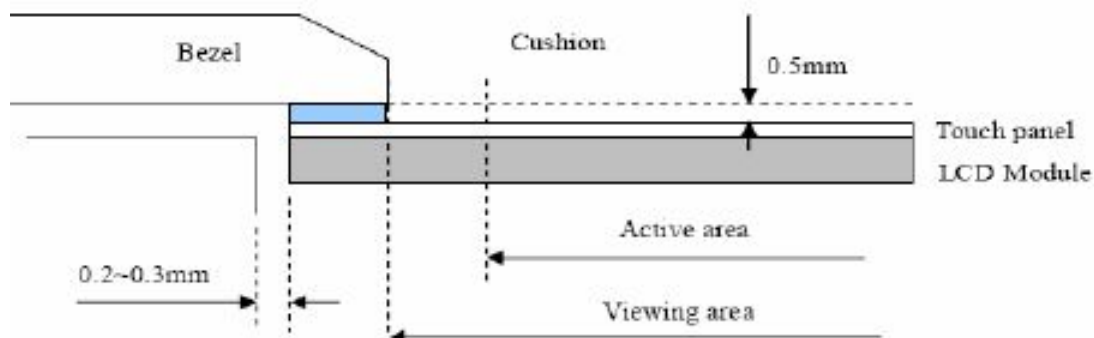 Bezel
Cushion
0.5mm
Touch panel
LCD Module
Active area
0.2~0.3mm
Viewing area